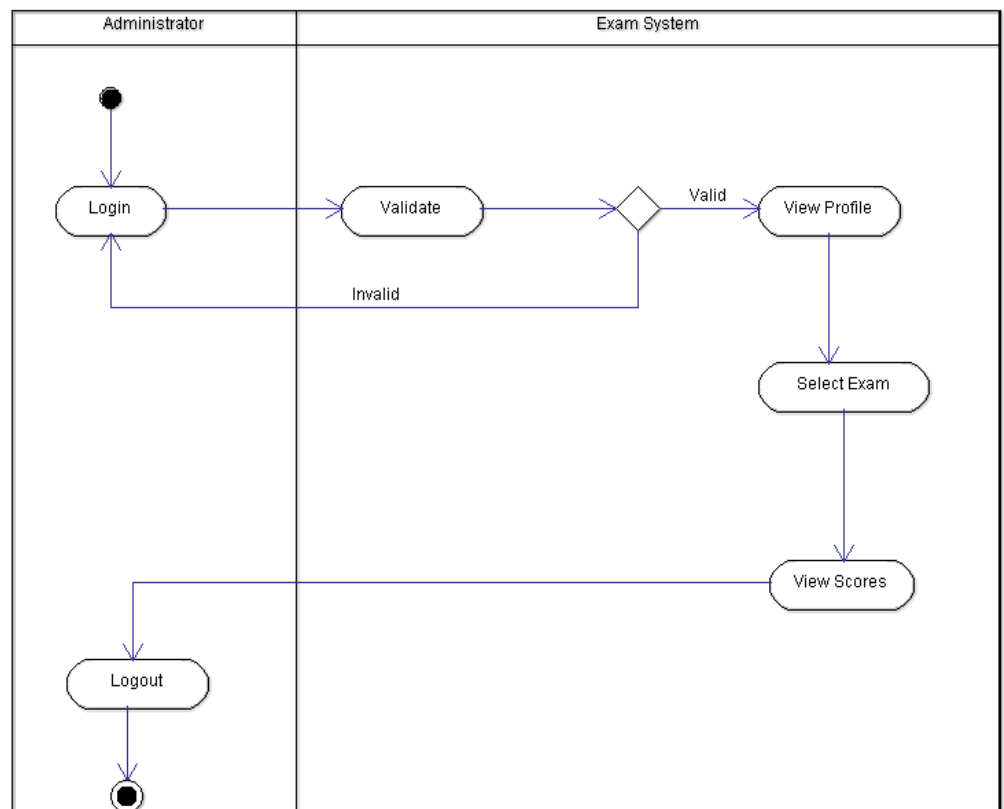 Administrator
Exam System
Login
Validate
Valid
View Profile
Invalid
Select Exam
View Scores
Logout